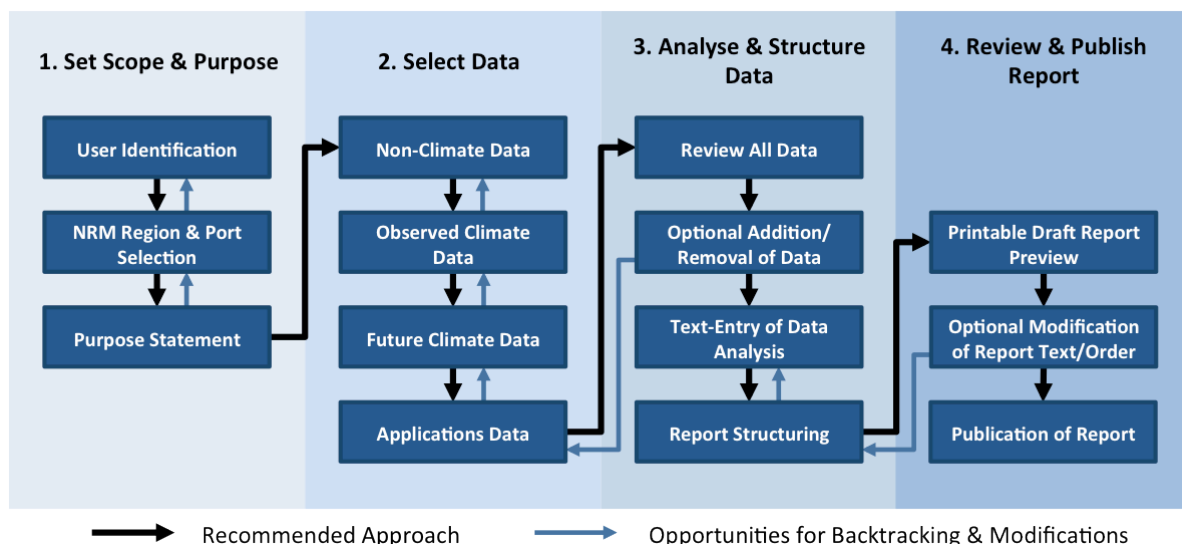 1. Set Scope & Purpose
User Identification
NRM Region & Port
Selection
Purpose Statement
2. Select Data
Non-Climate Data
Observed Climate
Data
Future Climate Data
Applications Data
3. Analyse & Structure
Data
Review All Data
Optional Addition/
Removal of Data
Text-Entry of Data
Analysis
Report Structuring
4. Review & Publish
Report
Printable Draft Report
Preview
Optional Modification
of Report Text/Order
Publication of Report
Recommended Approach
Opportunities for Backtracking & Modifications